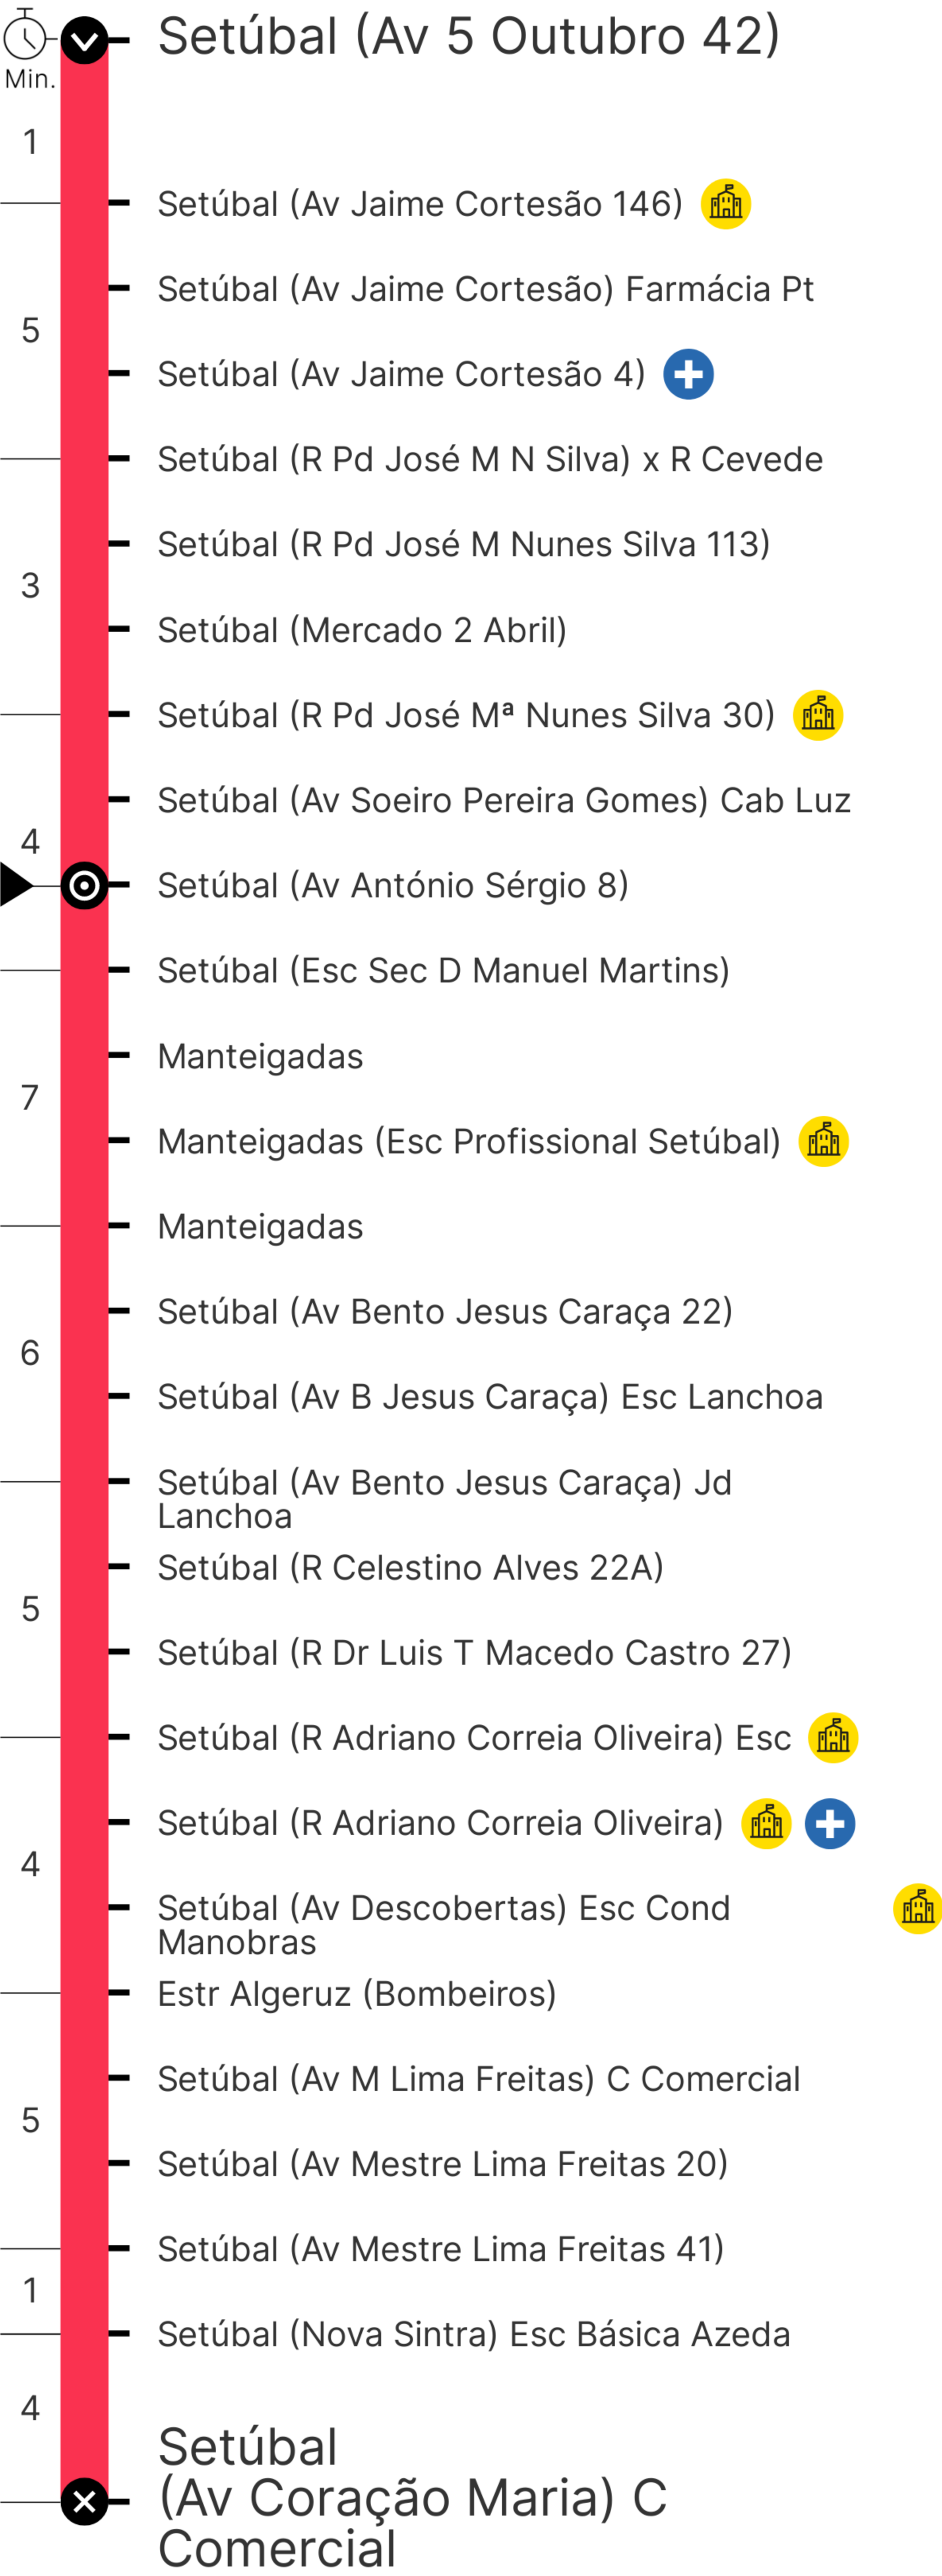 Setúbal (Av 5 Outubro 42)
Min.
1
Setúbal (Av Jaime Cortesão 146)
Setúbal (Av Jaime Cortesão) Farmácia Pt
5
Setúbal (Av Jaime Cortesão 4)
Setúbal (R Pd José M N Silva) x R Cevede
Setúbal (R Pd José M Nunes Silva 113)
3
Setúbal (Mercado 2 Abril)
Setúbal (R Pd José Mª Nunes Silva 30)
Setúbal (Av Soeiro Pereira Gomes) Cab Luz
4
Setúbal (Av António Sérgio 8)
Setúbal (Esc Sec D Manuel Martins)
Manteigadas
7
Manteigadas (Esc Profissional Setúbal)
Manteigadas
Setúbal (Av Bento Jesus Caraça 22)
6
Setúbal (Av B Jesus Caraça) Esc Lanchoa
Setúbal (Av Bento Jesus Caraça) Jd
Lanchoa
Setúbal (R Celestino Alves 22A)
5
Setúbal (R Dr Luis T Macedo Castro 27)
Setúbal (R Adriano Correia Oliveira) Esc
Setúbal (R Adriano Correia Oliveira)
4
Setúbal (Av Descobertas) Esc Cond
Manobras
Estr Algeruz (Bombeiros)
Setúbal (Av M Lima Freitas) C Comercial
5
Setúbal (Av Mestre Lima Freitas 20)
Setúbal (Av Mestre Lima Freitas 41)
1
Setúbal (Nova Sintra) Esc Básica Azeda
4
Setúbal
(Av Coração Maria) C
Comercial